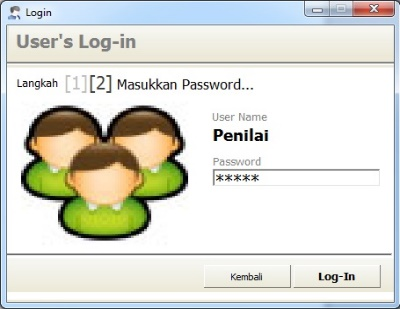 Login
User's Log-in
Langkah [1][2] Masukkan Password...
User Name
Penilai
Password
*****
Kembali
Log-In